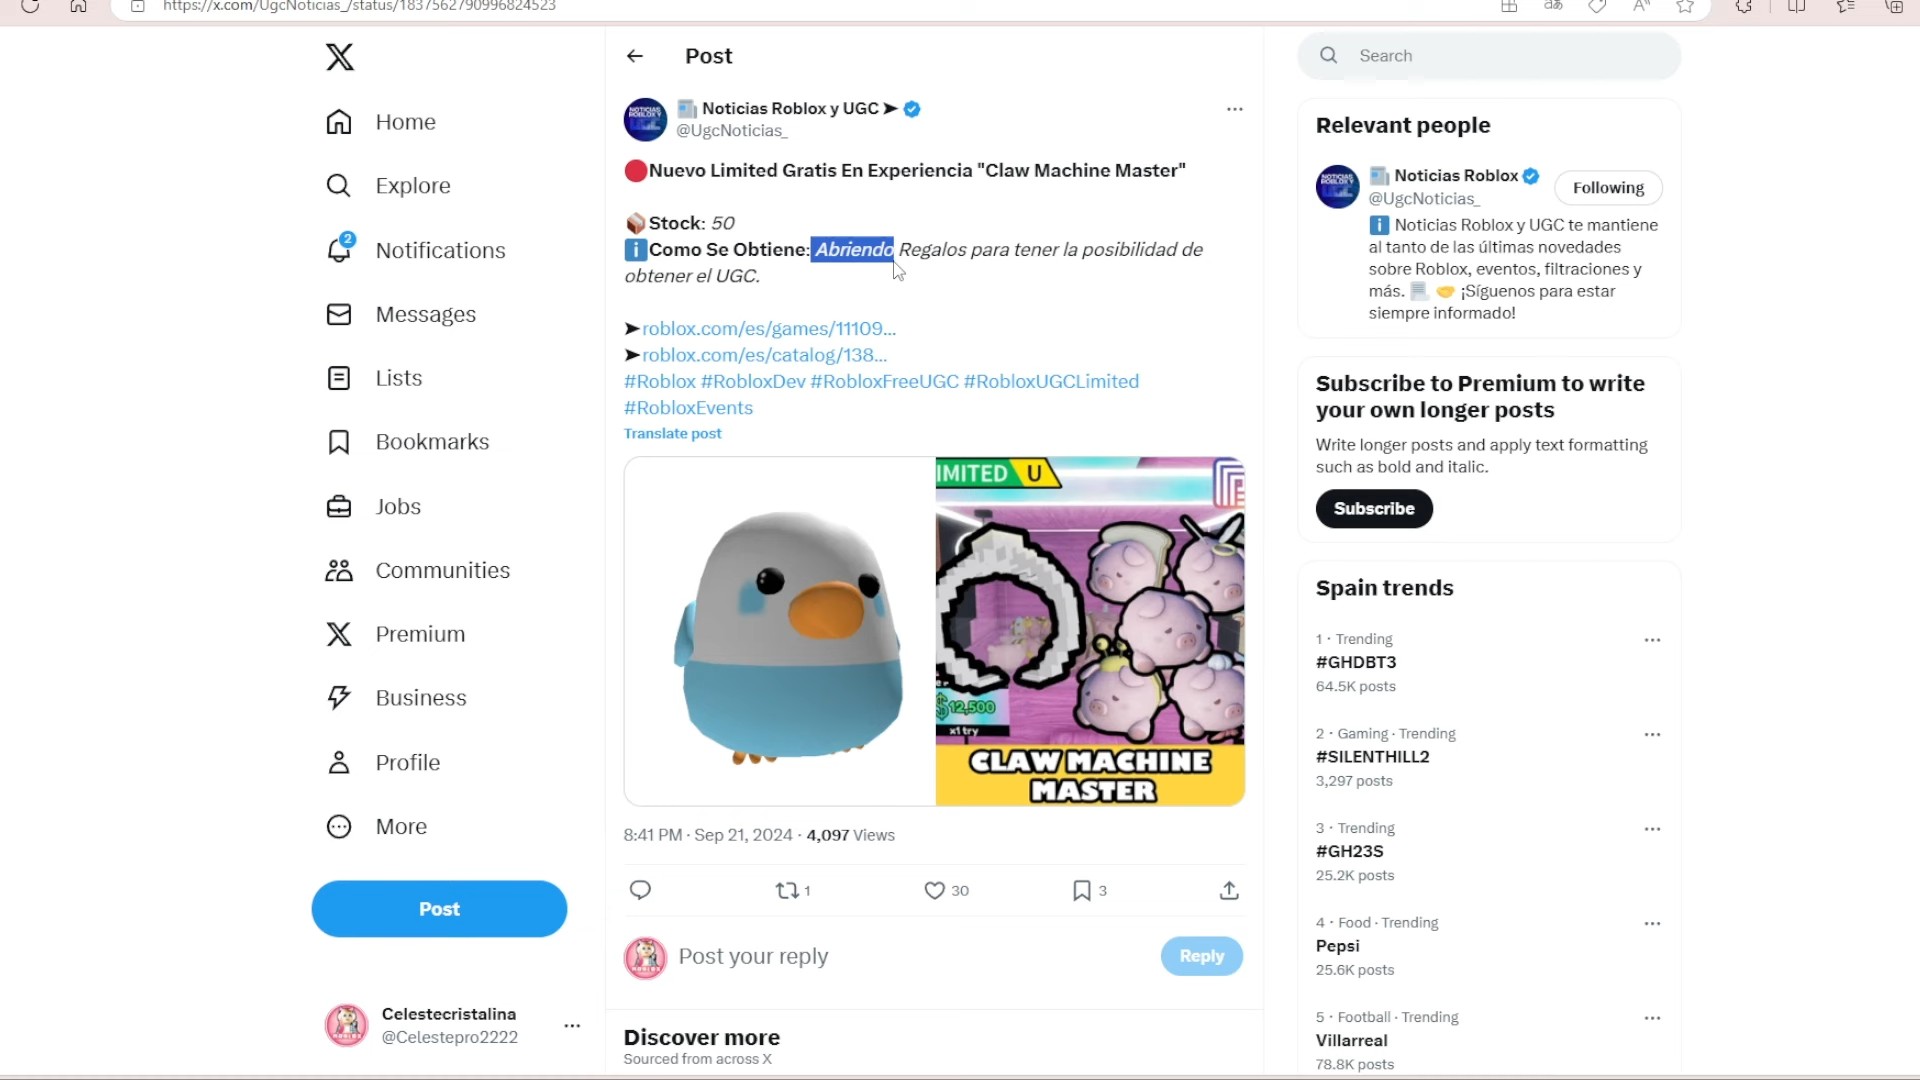 https://x.com/UgcNoticias_/status/1837562790996824523
Home
Explore
2
Notifications
Messages
Lists
Bookmarks
Jobs
Communities
Premium
Business
Profile
More
Post
Celestecristalina
@Celestepro2222
Post
NOTICIAS
ROBLOX Y
Noticias Roblox y UGC ➤
@UgcNoticias_
Nuevo Limited Gratis En Experiencia "Claw Machine Master"
Stock: 50
Como Se Obtiene: Abriendo Regalos para tener la posibilidad de
obtener el UGC.
➤roblox.com/es/games/11109...
➤roblox.com/es/catalog/138...
#Roblox #RobloxDev #RobloxFreeUGC #RobloxUGCLimited
#RobloxEvents
Translate post
IMITED U
$12,500
x1 try
CLAW MACHINE
MASTER
8:41 PM · Sep 21, 2024 · 4,097 Views
1
30
3
Post your reply
Reply
Discover more
Sourced from across X
Search
Relevant people
NOTICIAS
ROBLOX Y
Noticias Roblox
@UgcNoticias_
Following
Noticias Roblox y UGC te mantiene
al tanto de las últimas novedades
sobre Roblox, eventos, filtraciones y
más. ¡Síguenos para estar
siempre informado!
Subscribe to Premium to write
your own longer posts
Write longer posts and apply text formatting
such as bold and italic.
Subscribe
Spain trends
1 · Trending
#GHDBT3
64.5K posts
2 · Gaming · Trending
#SILENTHILL2
3,297 posts
3 · Trending
#GH23S
25.2K posts
4 · Food · Trending
Pepsi
25.6K posts
5 · Football · Trending
Villarreal
78.8K posts